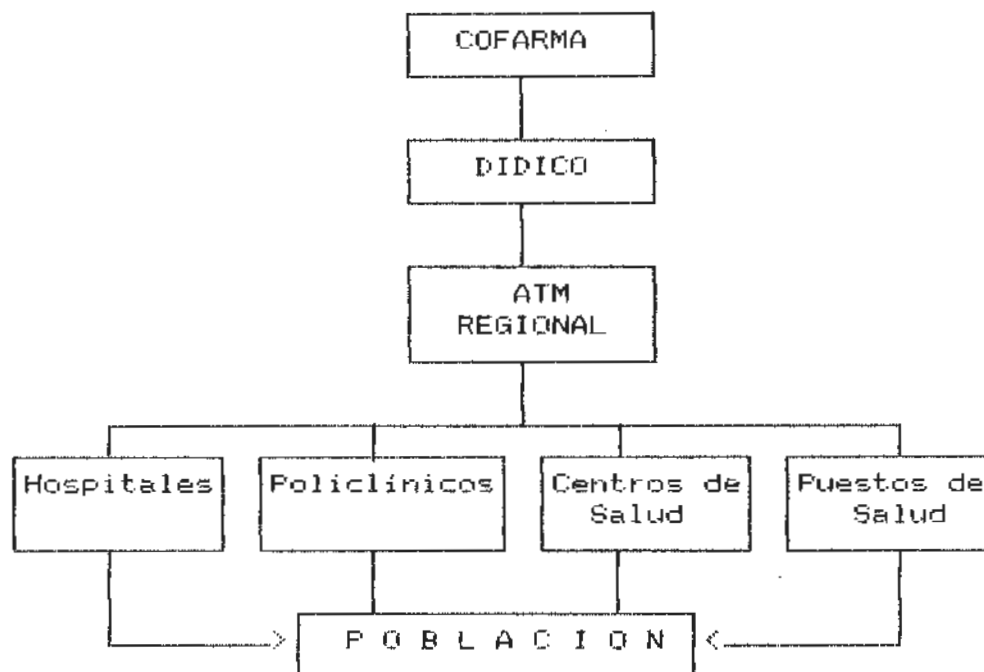 COFARMA
DIDICO
ATM
REGIONAL
Hospitales
Policlínicos
Centros de
Salud
Puestos de
Salud
P O B L A C I O N